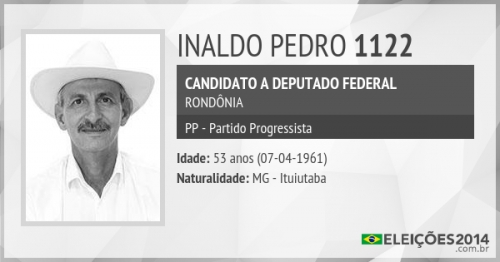 INALDO PEDRO 1122
CANDIDATO A DEPUTADO FEDERAL
RONDÔNIA
PP - Partido Progressista
Idade: 53 anos (07-04-1961)
Naturalidade: MG - Ituiutaba
ELEIÇÕES2014
.com.br